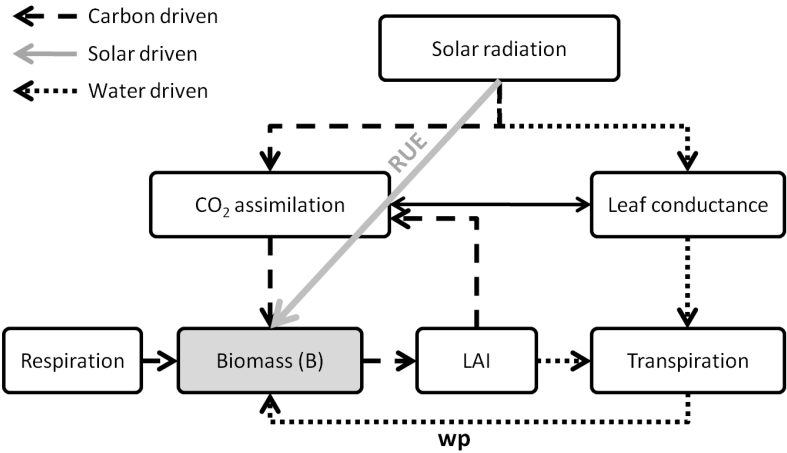 Carbon driven
Solar driven
Water driven
Solar radiation
RUE
CO₂ assimilation
Leaf conductance
Respiration
Biomass (B)
LAI
Transpiration
wp